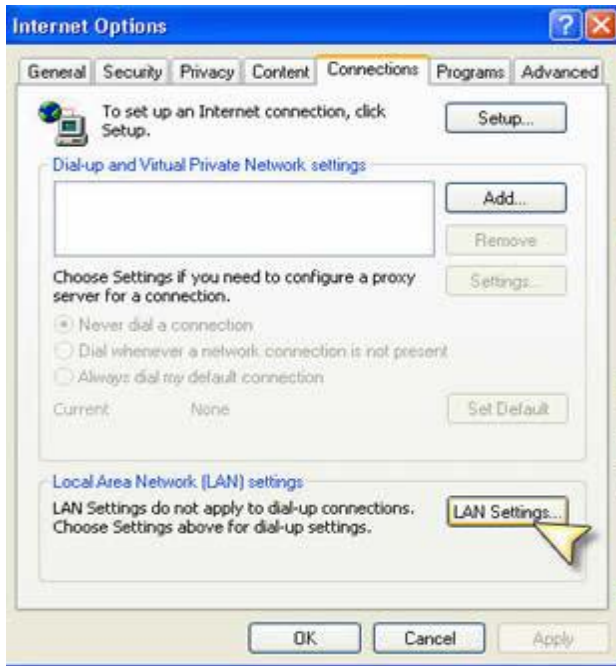 Internet Options
General Security Privacy Content Connections Programs Advanced
To set up an Internet connection, click
Setup.
Setup...
Dial-up and Virtual Private Network settings
Add...
Remove
Choose Settings if you need to configure a proxy
server for a connection.
Settings...
Never dial a connection
Dial whenever a network connection is not present
Always dial my default connection
Current None
Set Default
Local Area Network (LAN) settings
LAN Settings do not apply to dial-up connections.
Choose Settings above for dial-up settings.
LAN Settings...
OK Cancel Apply